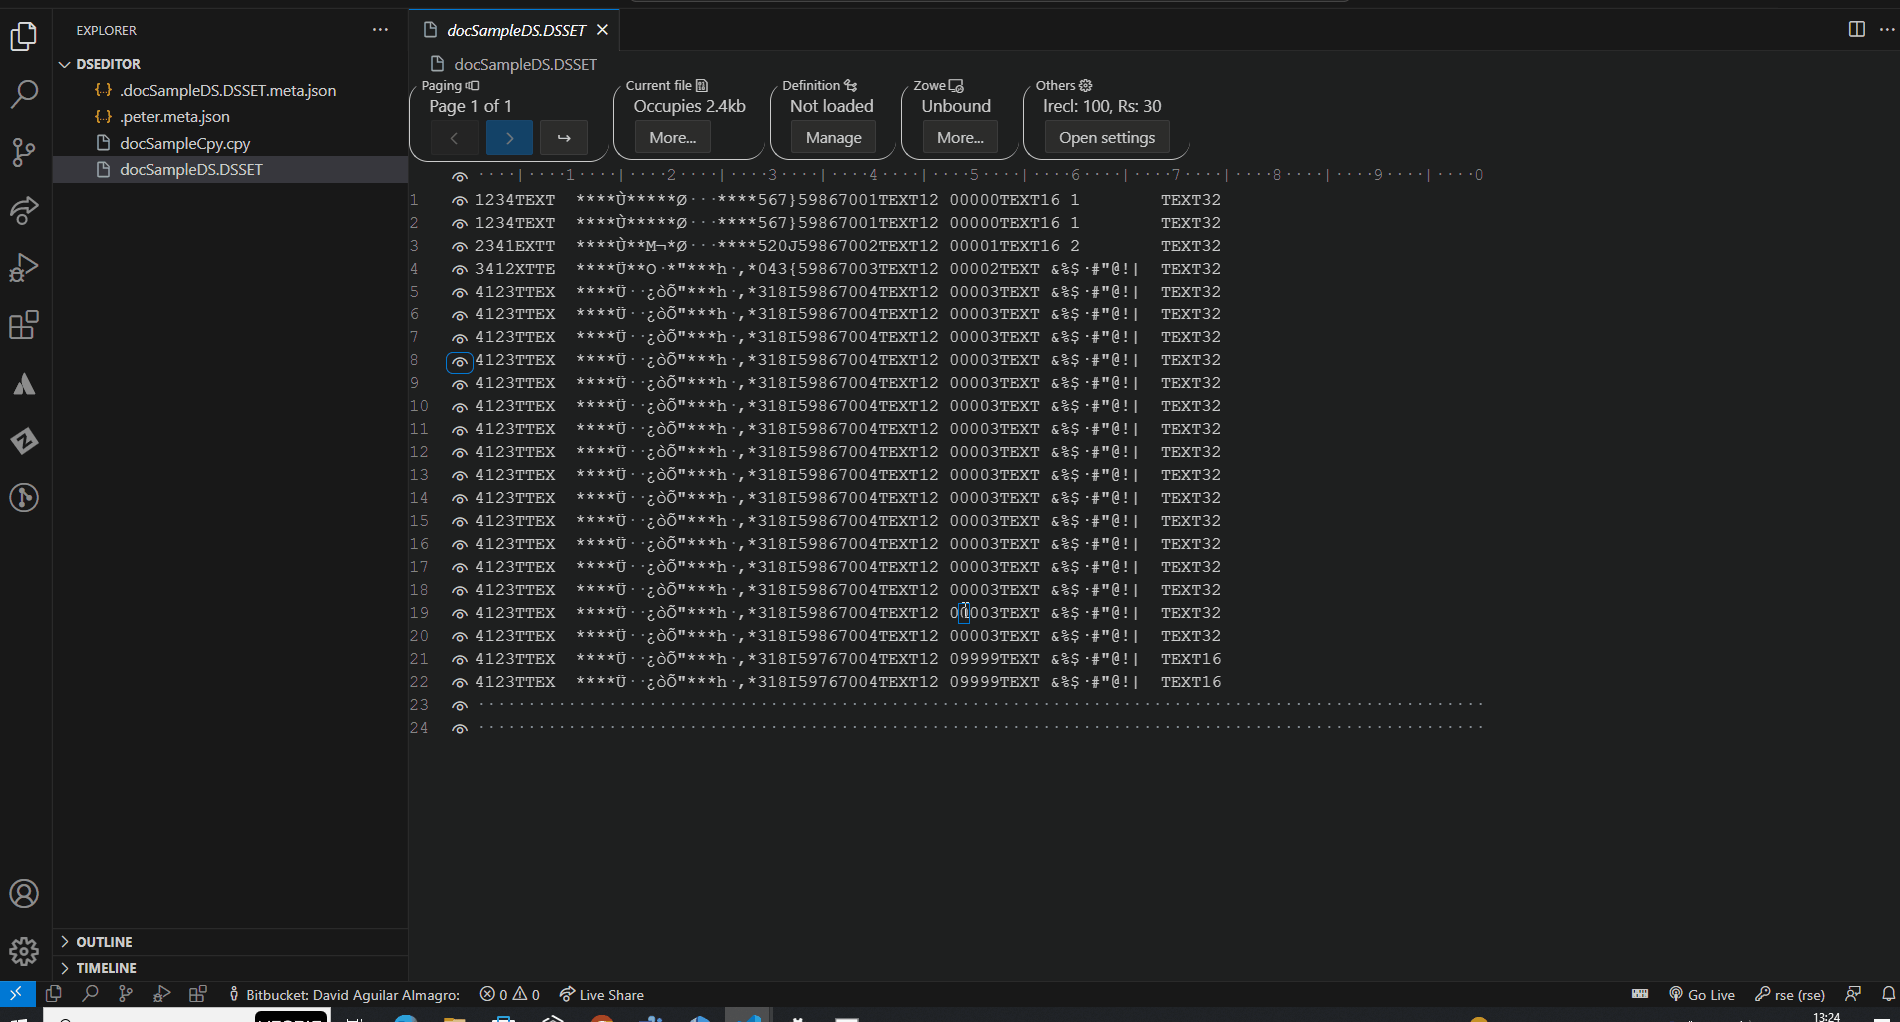 EXPLORER
DSEDITOR
.docSampleDS.DSSET.meta.json
.peter.meta.json
docSampleCpy.cpy
docSampleDS.DSSET
OUTLINE
TIMELINE
docSampleDS.DSSET
docSampleDS.DSSET
Paging
Page 1 of 1
Current file
Occupies 2.4kb
More...
Definition
Not loaded
Manage
Zowe
Unbound
More...
Others
lrecl: 100, Rs: 30
Open settings
····|····1····|····2····|····3····|····4····|····5····|····6····|····7····|····8····|····9····|····0
1 1234TEXT  ****Ù*****Ø···****567}59867001TEXT12 00000TEXT16 1        TEXT32
2 1234TEXT  ****Ù*****Ø···****567}59867001TEXT12 00000TEXT16 1        TEXT32
3 2341EXTT  ****Ù**M¬*Ø···****520J59867002TEXT12 00001TEXT16 2        TEXT32
4 3412XTTE  ****Ü**O·*"***h·,*043{59867003TEXT12 00002TEXT &%$·#"@!|  TEXT32
5 4123TTEX  ****Ü··¿òÕ"***h·,*318I59867004TEXT12 00003TEXT &%$·#"@!|  TEXT32
6 4123TTEX  ****Ü··¿òÕ"***h·,*318I59867004TEXT12 00003TEXT &%$·#"@!|  TEXT32
7 4123TTEX  ****Ü··¿òÕ"***h·,*318I59867004TEXT12 00003TEXT &%$·#"@!|  TEXT32
8 4123TTEX  ****Ü··¿òÕ"***h·,*318I59867004TEXT12 00003TEXT &%$·#"@!|  TEXT32
9 4123TTEX  ****Ü··¿òÕ"***h·,*318I59867004TEXT12 00003TEXT &%$·#"@!|  TEXT32
10 4123TTEX  ****Ü··¿òÕ"***h·,*318I59867004TEXT12 00003TEXT &%$·#"@!|  TEXT32
11 4123TTEX  ****Ü··¿òÕ"***h·,*318I59867004TEXT12 00003TEXT &%$·#"@!|  TEXT32
12 4123TTEX  ****Ü··¿òÕ"***h·,*318I59867004TEXT12 00003TEXT &%$·#"@!|  TEXT32
13 4123TTEX  ****Ü··¿òÕ"***h·,*318I59867004TEXT12 00003TEXT &%$·#"@!|  TEXT32
14 4123TTEX  ****Ü··¿òÕ"***h·,*318I59867004TEXT12 00003TEXT &%$·#"@!|  TEXT32
15 4123TTEX  ****Ü··¿òÕ"***h·,*318I59867004TEXT12 00003TEXT &%$·#"@!|  TEXT32
16 4123TTEX  ****Ü··¿òÕ"***h·,*318I59867004TEXT12 00003TEXT &%$·#"@!|  TEXT32
17 4123TTEX  ****Ü··¿òÕ"***h·,*318I59867004TEXT12 00003TEXT &%$·#"@!|  TEXT32
18 4123TTEX  ****Ü··¿òÕ"***h·,*318I59867004TEXT12 00003TEXT &%$·#"@!|  TEXT32
19 4123TTEX  ****Ü··¿òÕ"***h·,*318I59867004TEXT12 00003TEXT &%$·#"@!|  TEXT32
20 4123TTEX  ****Ü··¿òÕ"***h·,*318I59867004TEXT12 00003TEXT &%$·#"@!|  TEXT32
21 4123TTEX  ****Ü··¿òÕ"***h·,*318I59767004TEXT12 09999TEXT &%$·#"@!|  TEXT16
22 4123TTEX  ****Ü··¿òÕ"***h·,*318I59767004TEXT12 09999TEXT &%$·#"@!|  TEXT16
23 ····································································································
24 ····································································································
Bitbucket: David Aguilar Almagro: 0 0 Live Share Go Live rse (rse)
13:24